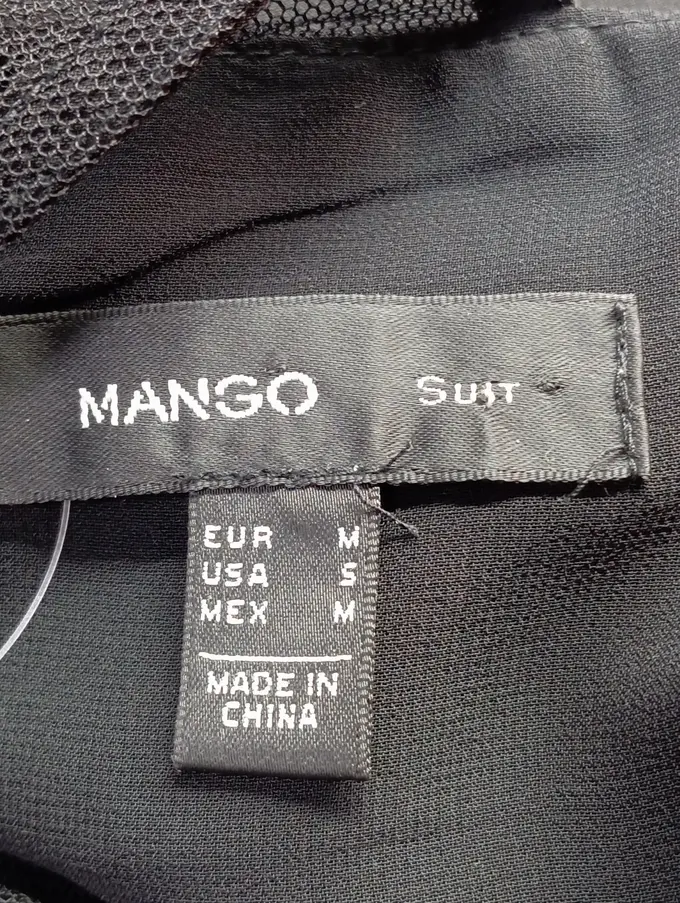 MANGO SUIT
EUR M
USA S
MEX M
MADE IN
CHINA